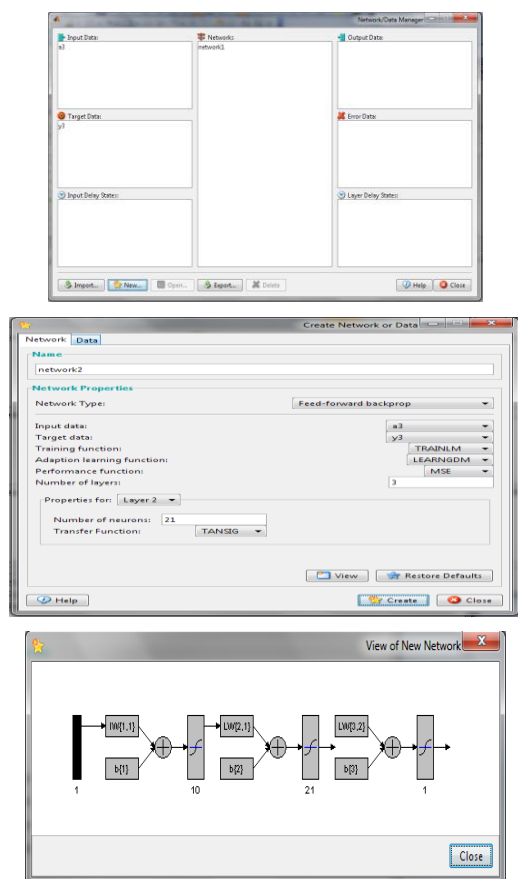 Network/Data Manager
Input Data:
a3
Networks
network1
Output Data:
Target Data:
y3
Error Data:
Input Delay States:
Layer Delay States:
Import...
New...
Open...
Export...
Delete
Help
Close
Create Network or Data
Network
Data
Name
network2
Network Properties
Network Type:
Feed-forward backprop
Input data:
a3
Target data:
y3
Training function:
TRAINLM
Adaption learning function:
LEARNGDM
Performance function:
MSE
Number of layers:
3
Properties for:
Layer 2
Number of neurons:
21
Transfer Function:
TANSIG
View
Restore Defaults
Help
Create
Close
View of New Network
IW{1,1}
LW{2,1}
LW{3,2}
b{1}
b{2}
b{3}
1
10
21
1
Close